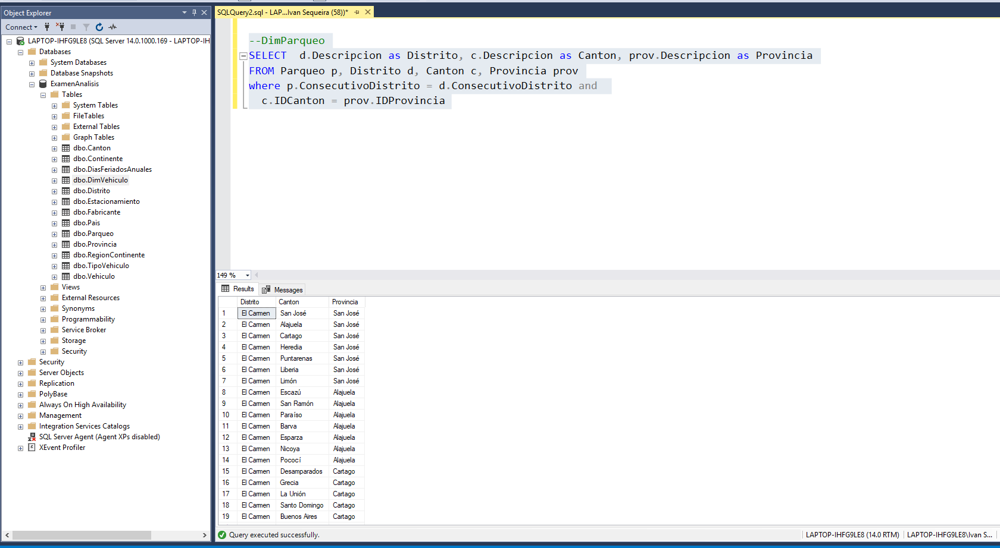 Object Explorer
Connect
LAPTOP-IHFG9LE8 (SQL Server 14.0.1000.169 - LAPTOP-IH
Databases
System Databases
Database Snapshots
ExamenAnalisis
Tables
System Tables
FileTables
External Tables
Graph Tables
dbo.Canton
dbo.Continente
dbo.DiasFeriadosAnuales
dbo.DimVehiculo
dbo.Distrito
dbo.Estacionamiento
dbo.Fabricante
dbo.Pais
dbo.Parqueo
dbo.Provincia
dbo.RegionContinente
dbo.TipoVehiculo
dbo.Vehiculo
Views
External Resources
Synonyms
Programmability
Service Broker
Storage
Security
Security
Server Objects
Replication
PolyBase
Always On High Availability
Management
Integration Services Catalogs
SQL Server Agent (Agent XPs disabled)
XEvent Profiler
SQLQuery2.sql - LAP...Ivan Sequeira (58))*
--DimParqueo
SELECT  d.Descripcion as Distrito, c.Descripcion as Canton, prov.Descripcion as Provincia
FROM Parqueo p, Distrito d, Canton c, Provincia prov
where p.ConsecutivoDistrito = d.ConsecutivoDistrito and
c.IDCanton = prov.IDProvincia
149 %
Results Messages
Distrito Canton Provincia
1 El Carmen San José San José
2 El Carmen Alajuela San José
3 El Carmen Cartago San José
4 El Carmen Heredia San José
5 El Carmen Puntarenas San José
6 El Carmen Liberia San José
7 El Carmen Limón San José
8 El Carmen Escazú Alajuela
9 El Carmen San Ramón Alajuela
10 El Carmen Paraíso Alajuela
11 El Carmen Barva Alajuela
12 El Carmen Esparza Alajuela
13 El Carmen Nicoya Alajuela
14 El Carmen Pococí Alajuela
15 El Carmen Desamparados Cartago
16 El Carmen Grecia Cartago
17 El Carmen La Unión Cartago
18 El Carmen Santo Domingo Cartago
19 El Carmen Buenos Aires Cartago
Query executed successfully.
LAPTOP-IHFG9LE8 (14.0 RTM)
LAPTOP-IHFG9LE8\Ivan S...